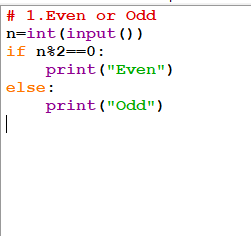 # 1.Even or Odd
n=int(input())
if n%2==0:
    print("Even")
else:
    print("Odd")